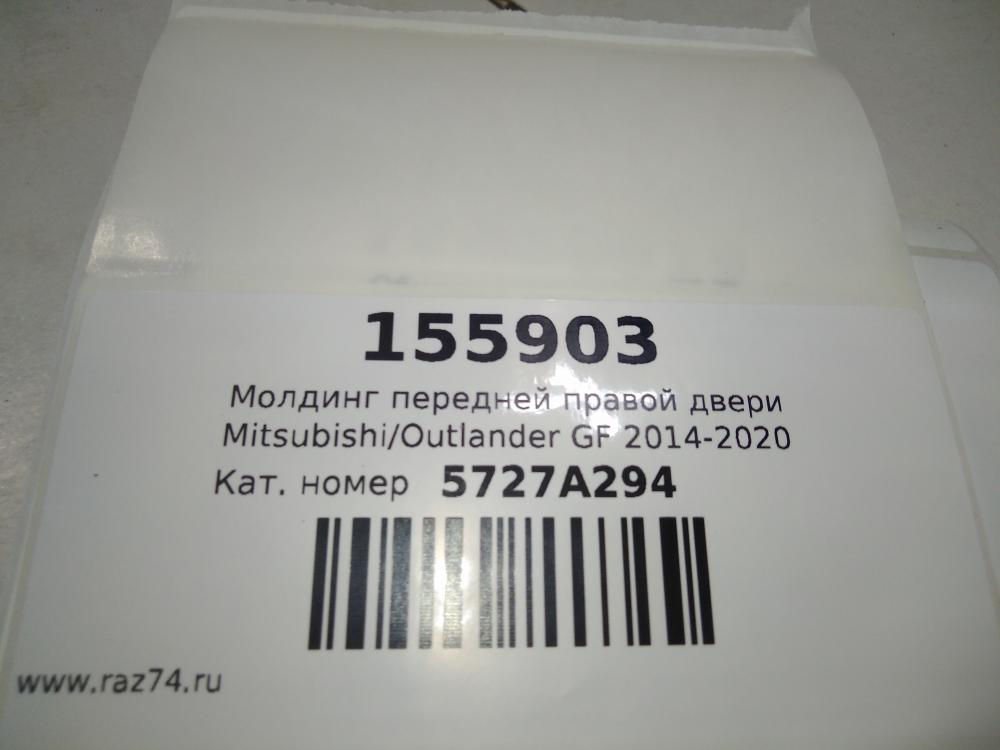 155903
Молдинг передней правой двери
Mitsubishi/Outlander GF 2014-2020
Кат. номер 5727A294
www.raz74.ru